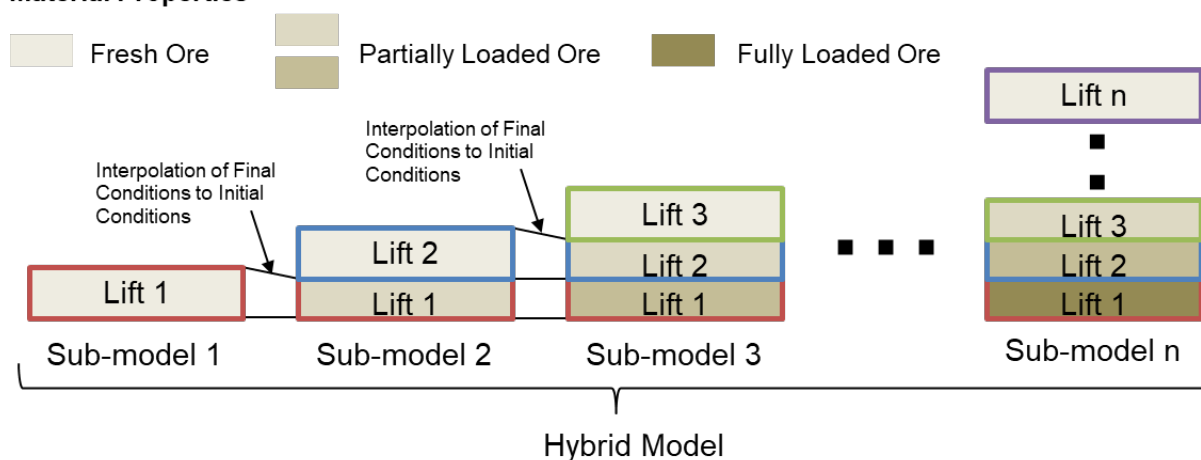 Material Properties
Fresh Ore
Partially Loaded Ore
Fully Loaded Ore
Lift n
Interpolation of Final
Conditions to Initial
Conditions
Interpolation of Final
Conditions to Initial
Conditions
Lift 3
Lift 3
Lift 2
Lift 2
Lift 2
Lift 1
Lift 1
Lift 1
Lift 1
Sub-model 1
Sub-model 2
Sub-model 3
Sub-model n
Hybrid Model